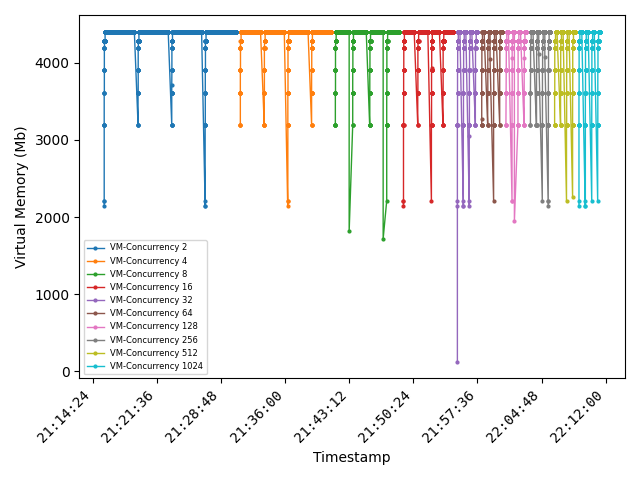 Virtual Memory (Mb)
4000
3000
2000
1000
0
VM-Concurrency 2
VM-Concurrency 4
VM-Concurrency 8
VM-Concurrency 16
VM-Concurrency 32
VM-Concurrency 64
VM-Concurrency 128
VM-Concurrency 256
VM-Concurrency 512
VM-Concurrency 1024
21:14:24
21:21:36
21:28:48
21:36:00
21:43:12
21:50:24
21:57:36
22:04:48
22:12:00
Timestamp